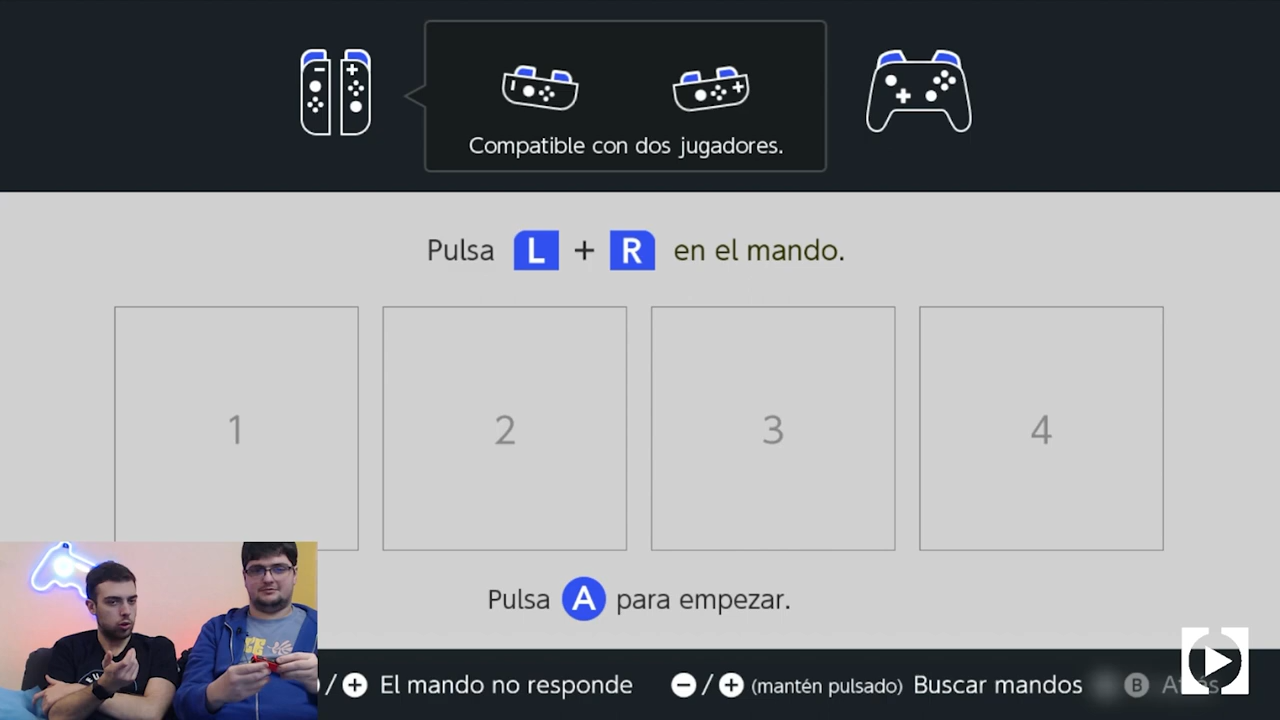 Compatible con dos jugadores.
Pulsa L + R en el mando.
1 2 3 4
Pulsa A para empezar.
/ + El mando no responde - / + (mantén pulsado) Buscar mandos B Atrás